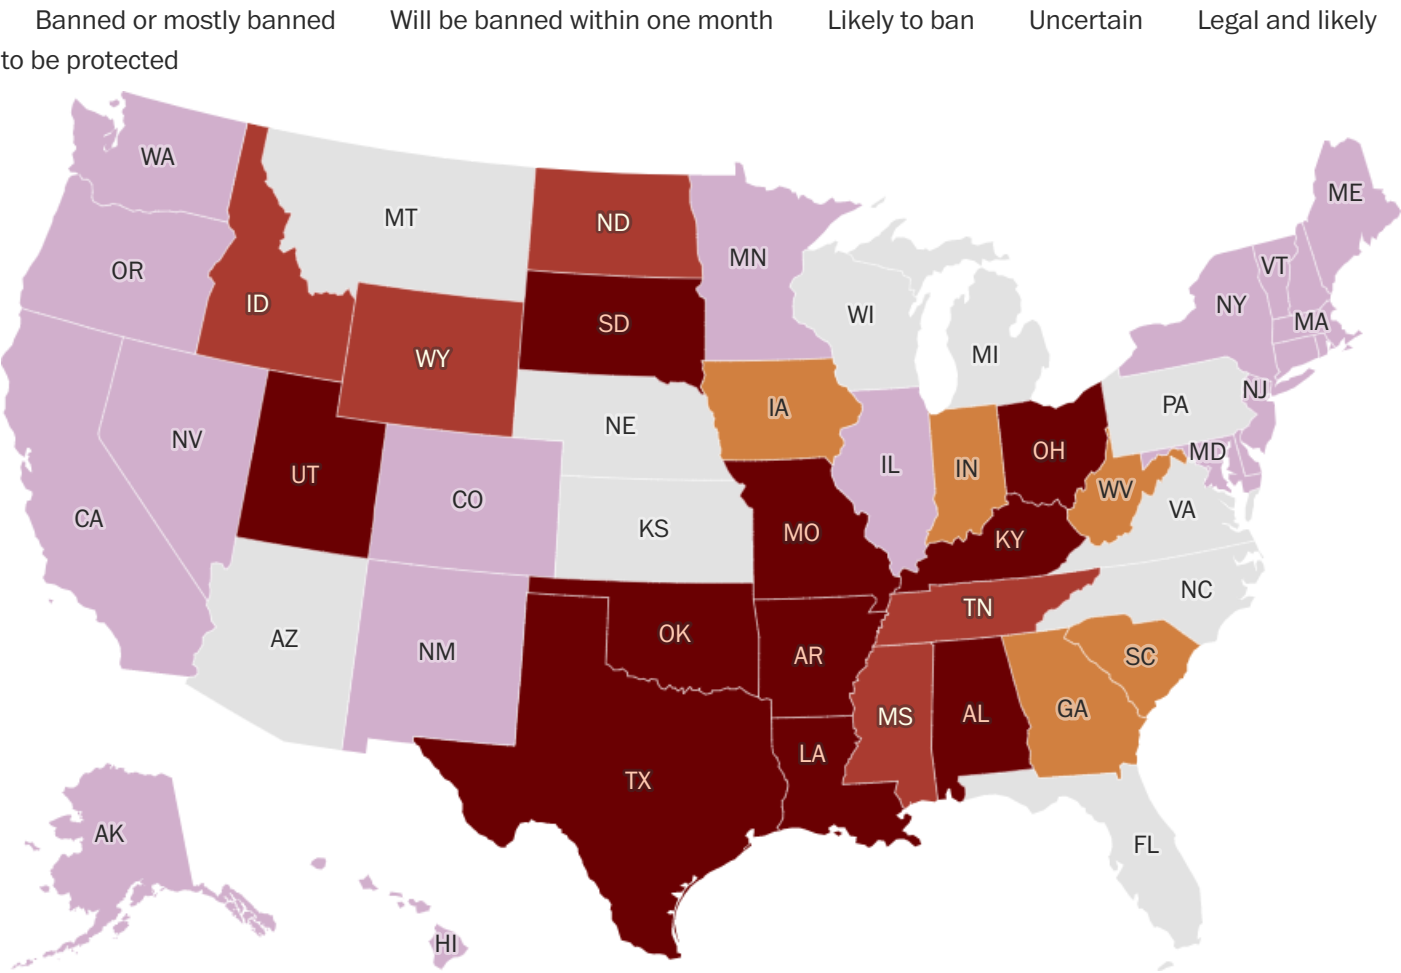 Banned or mostly banned Will be banned within one month Likely to ban Uncertain Legal and likely
to be protected
WA
ME
MT
ND
VT
MN
OR
NY
ID
WI
MA
SD
MI
WY
NJ
PA
IA
NE
NV
MD
OH
IL
IN
UT
WV
CO
VA
CA
KS
MO
KY
NC
TN
OK
AZ
NM
AR
SC
GA
MS
AL
LA
TX
AK
FL
HI